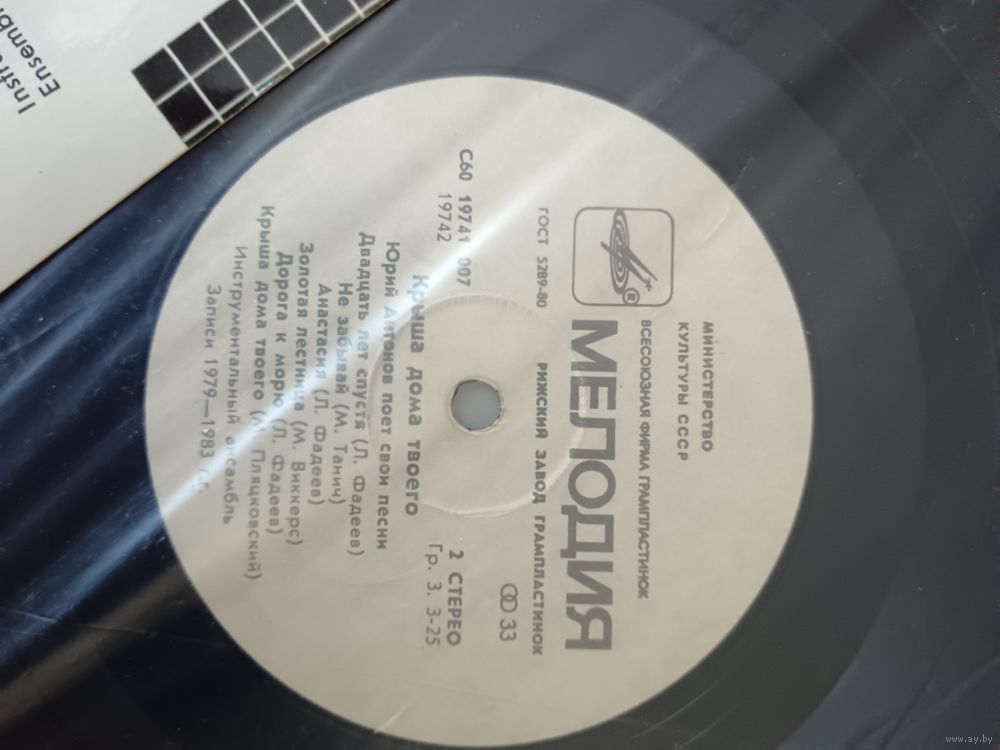 МИНИСТЕРСТВО
КУЛЬТУРЫ СССР
ВСЕСОЮЗНАЯ ФИРМА ГРАМПЛАСТИНОК
®
МЕЛОДИЯ
ГОСТ 5289-80
РИЖСКИЙ ЗАВОД ГРАМПЛАСТИНОК
33
С60 19741 007
19742
2 СТЕРЕО
Гр. 3. 3-25
Крыша дома твоего
Юрий Антонов поет свои песни
Двадцать лет спустя (Л. Фадеев)
Не забывай (М. Танич)
Анастасия (Л. Фадеев)
Золотая лестница (М. Виккерс)
Дорога к морю (Л. Фадеев)
Крыша дома твоего (М. Пляцковский)
Инструментальный ансамбль
Записи 1979—1983 г.г.
www.ay.by